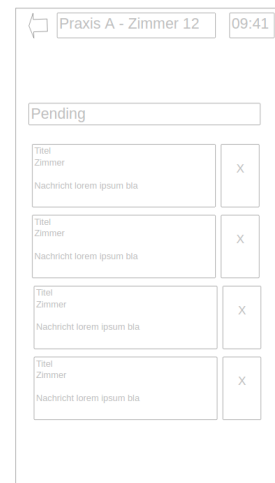 Praxis A - Zimmer 12 09:41
Pending
Titel
Zimmer
x
Nachricht lorem ipsum bla
Titel
Zimmer
x
Nachricht lorem ipsum bla
Titel
Zimmer
x
Nachricht lorem ipsum bla
Titel
Zimmer
x
Nachricht lorem ipsum bla